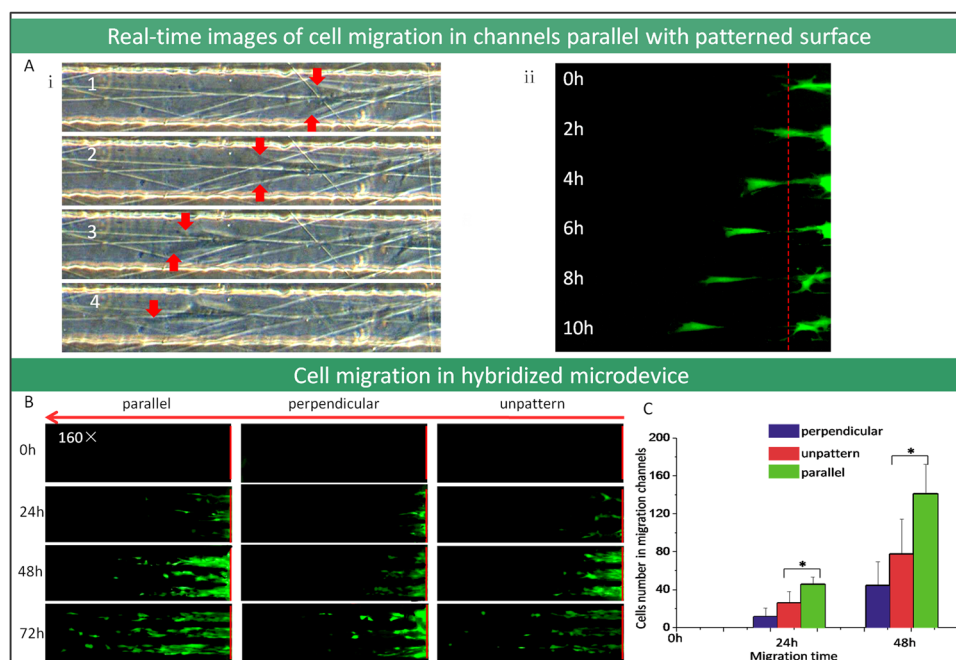 Real-time images of cell migration in channels parallel with patterned surface
A
i
1
2
3
4
ii
0h
2h
4h
6h
8h
10h
Cell migration in hybridized microdevice
B
parallel
perpendicular
unpattern
160×
0h
24h
48h
72h
C
perpendicular
unpattern
parallel
*
*
Cells number in migration channels
200
160
120
80
40
0
0h
24h
48h
Migration time